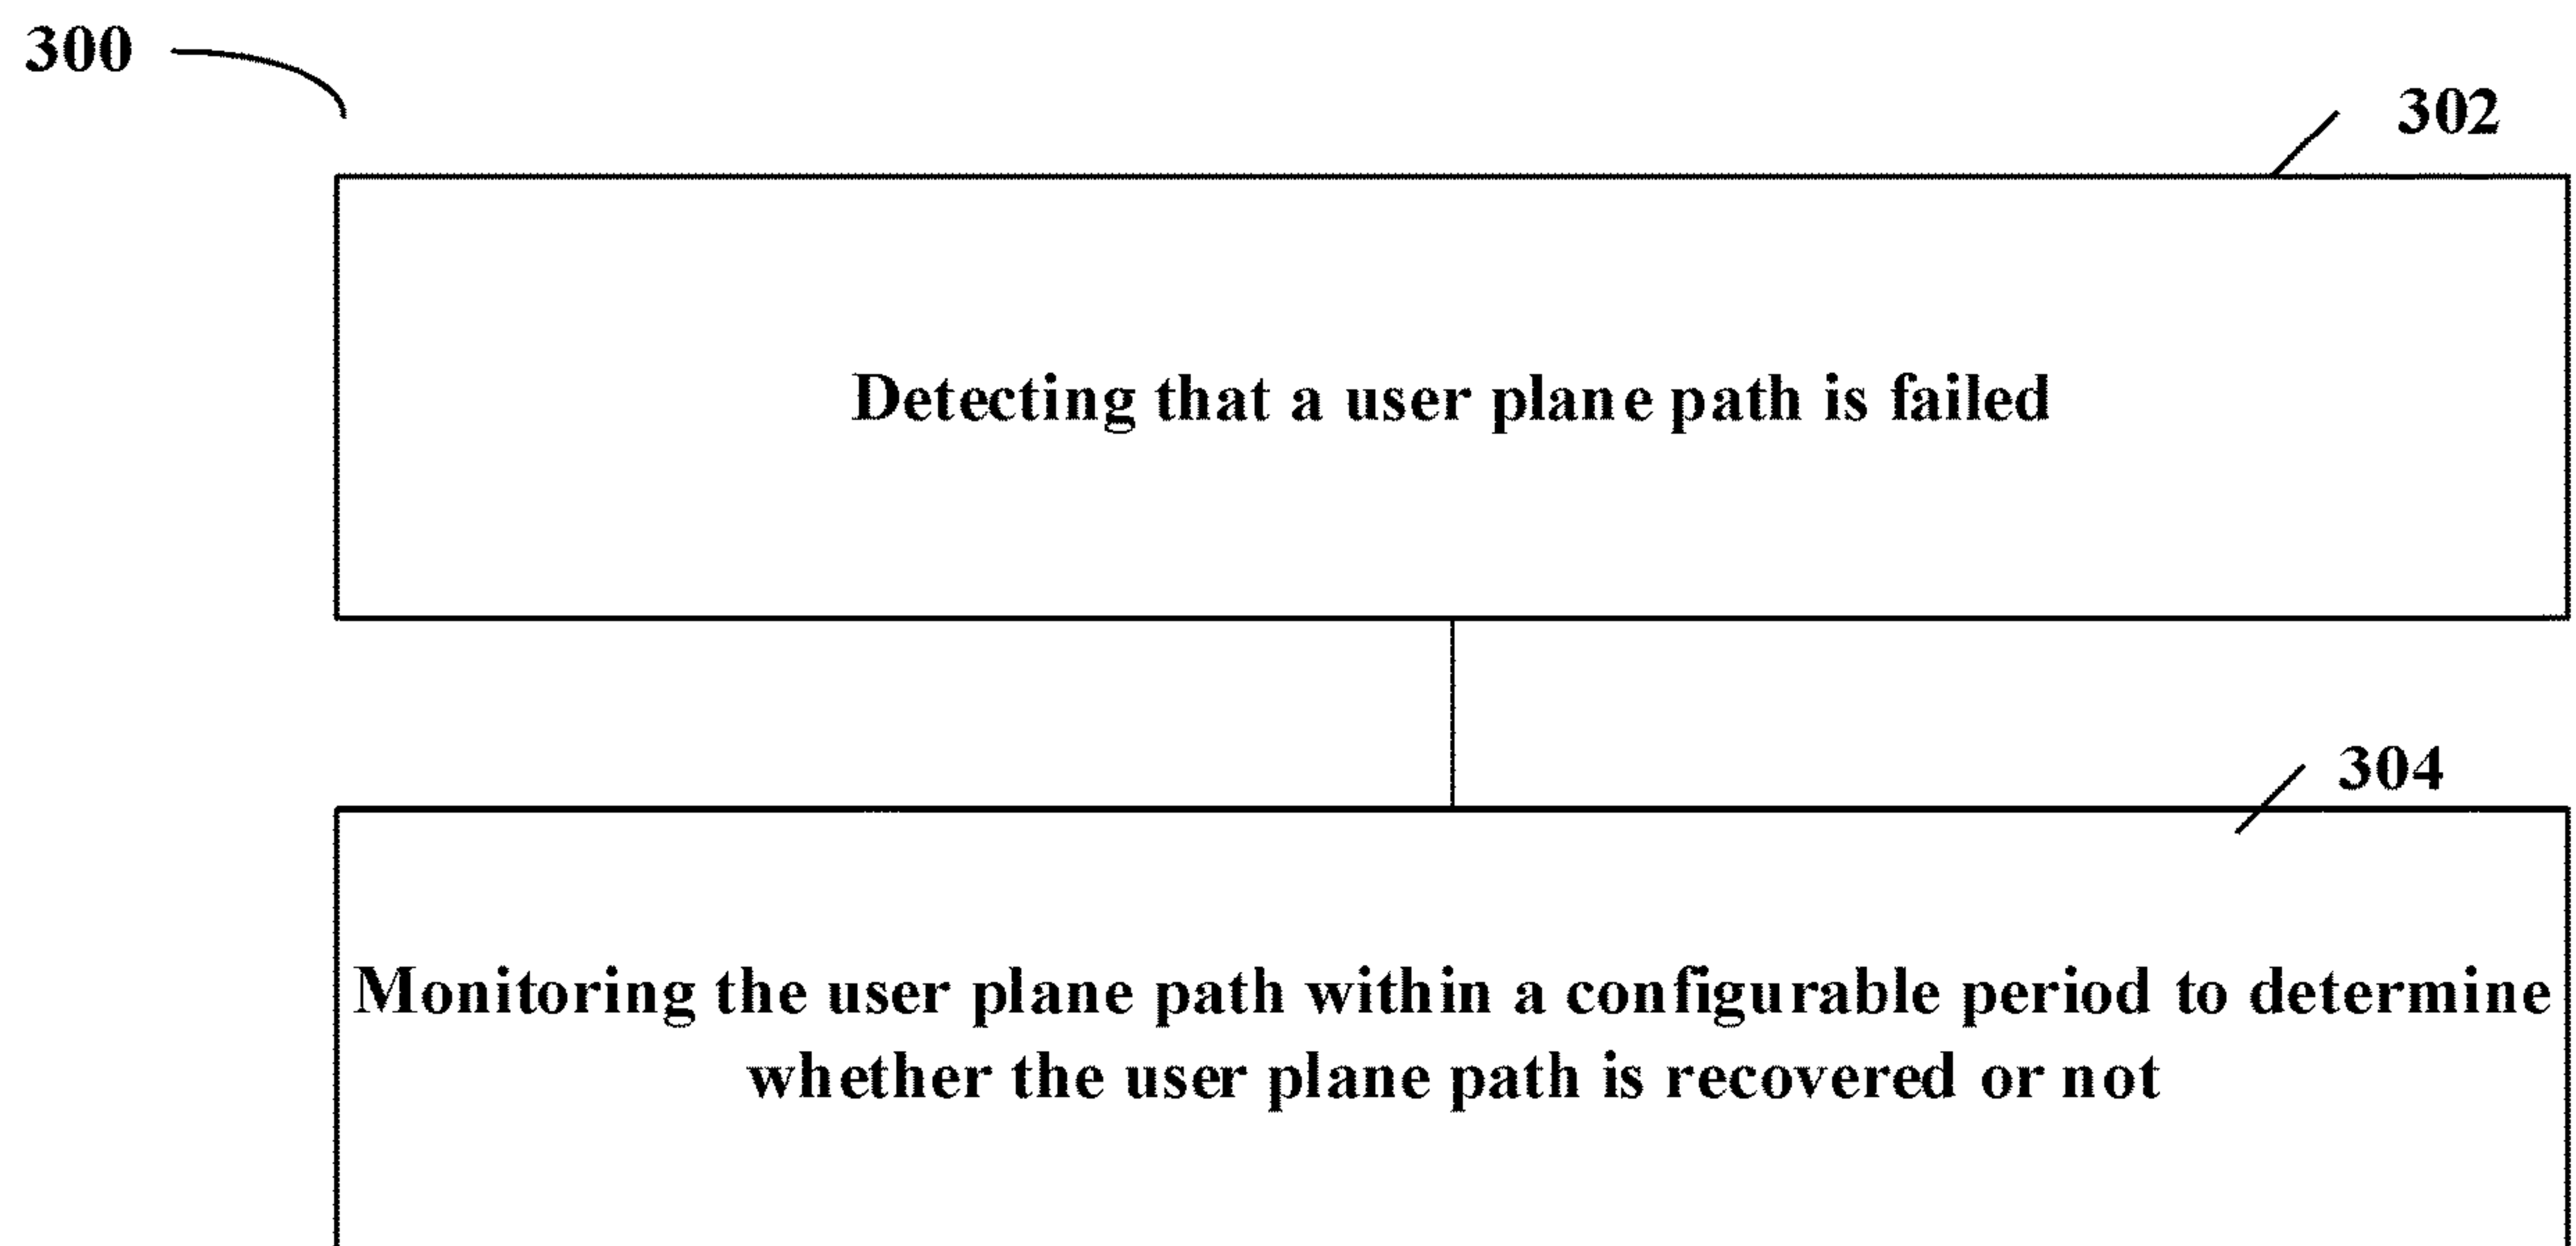 300
302
Detecting that a user plane path is failed
304
Monitoring the user plane path within a configurable period to determine
whether the user plane path is recovered or not